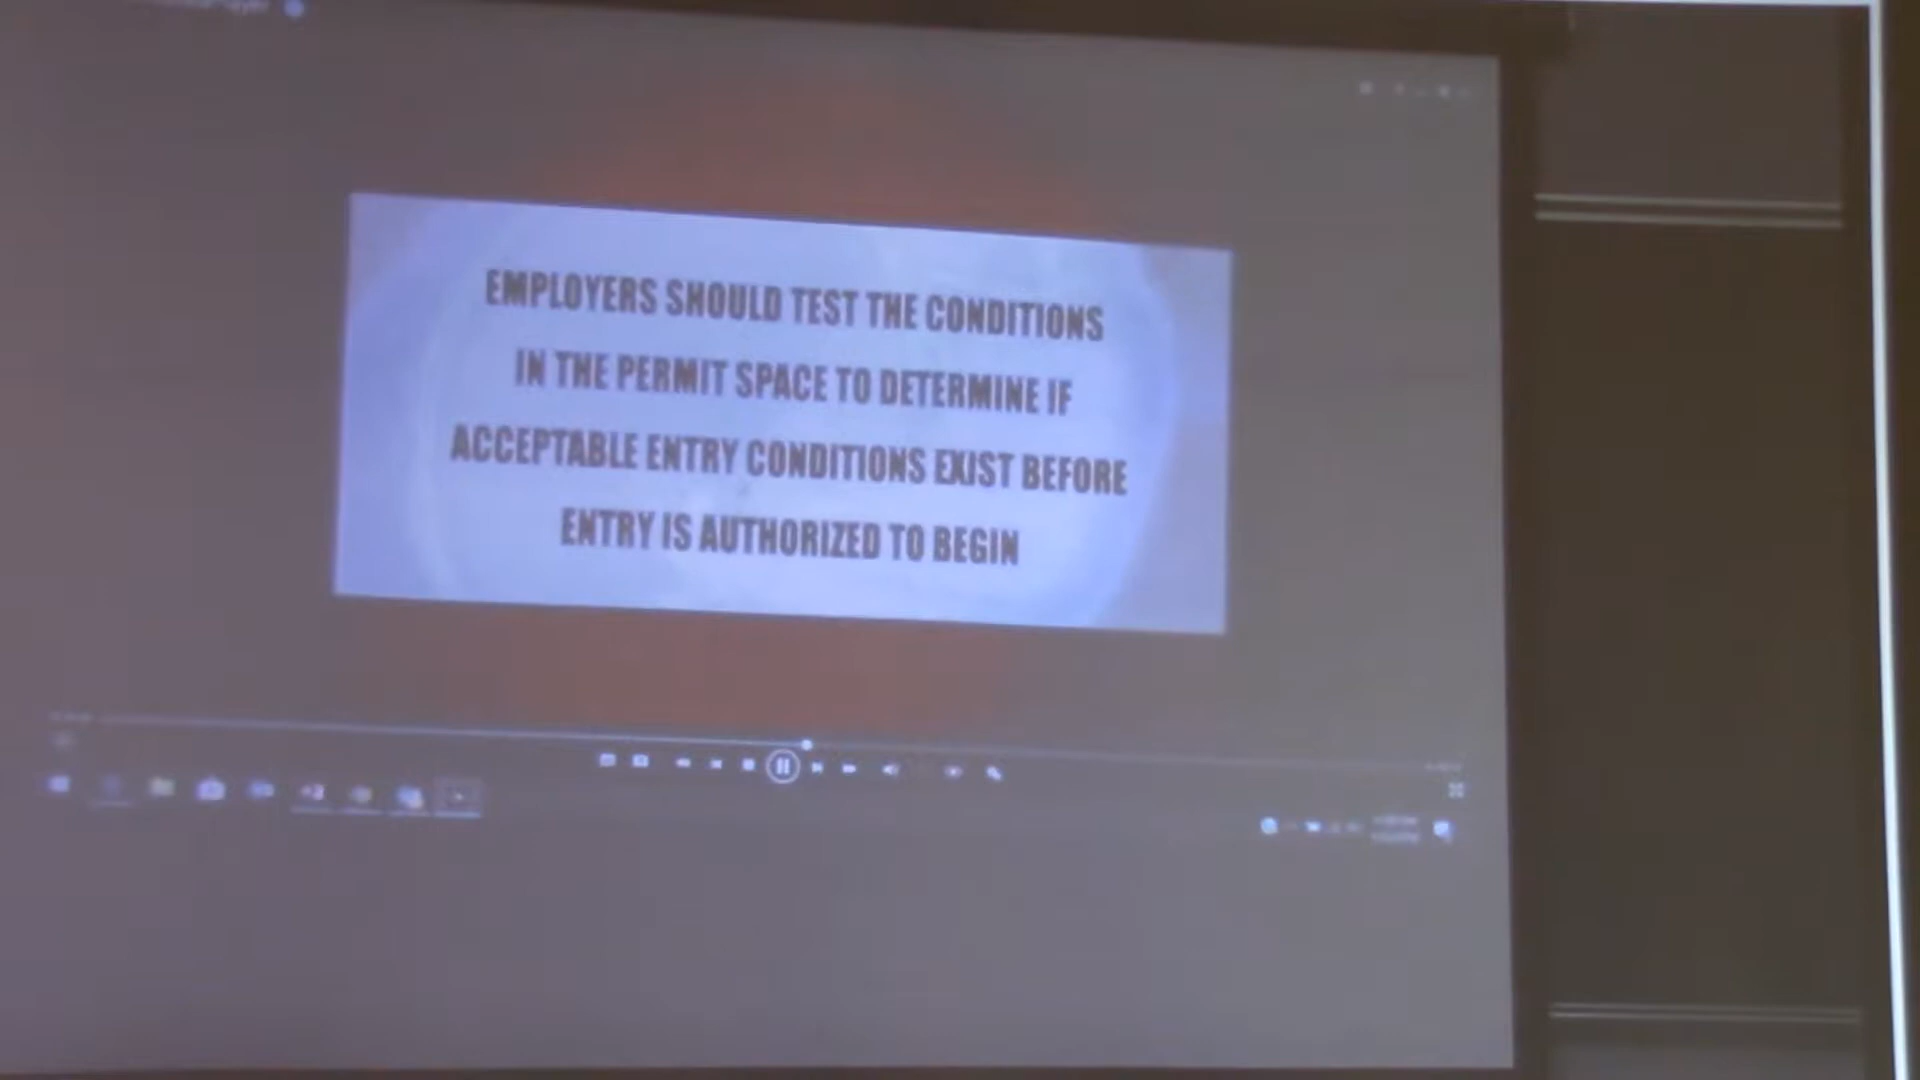 EMPLOYERS SHOULD TEST THE CONDITIONS
IN THE PERMIT SPACE TO DETERMINE IF
ACCEPTABLE ENTRY CONDITIONS EXIST BEFORE
ENTRY IS AUTHORIZED TO BEGIN